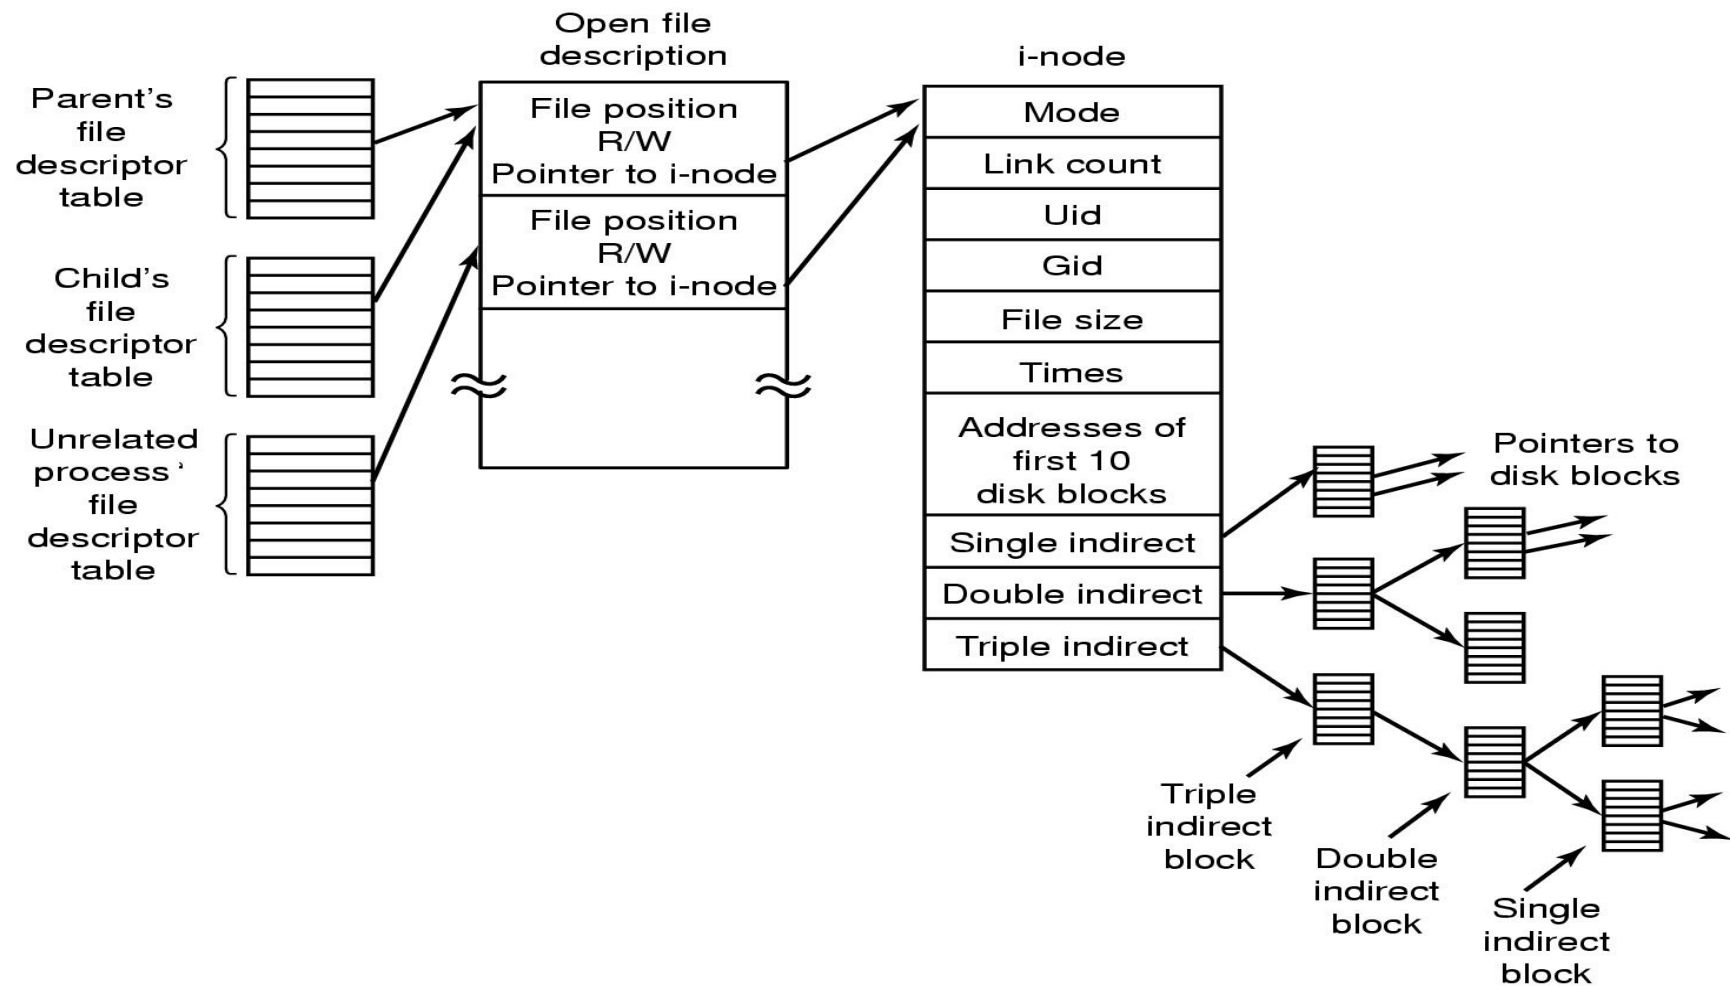 Parent's
file
descriptor
table
Child's
file
descriptor
table
Unrelated
process'
file
descriptor
table
Open file
description
File position
R/W
Pointer to i-node
File position
R/W
Pointer to i-node
i-node
Mode
Link count
Uid
Gid
File size
Times
Addresses of
first 10
disk blocks
Single indirect
Double indirect
Triple indirect
Pointers to
disk blocks
Triple
indirect
block
Double
indirect
block
Single
indirect
block